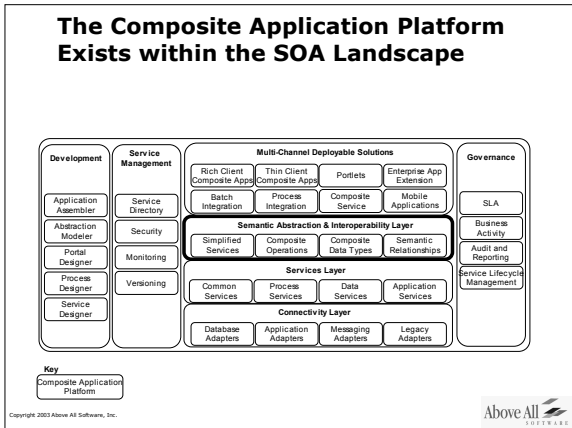 The Composite Application Platform
Exists within the SOA Landscape
Development
Application
Assembler
Abstraction
Modeler
Portal
Designer
Process
Designer
Service
Designer
Service
Management
Service
Directory
Security
Monitoring
Versioning
Multi-Channel Deployable Solutions
Rich Client
Composite Apps
Thin Client
Composite Apps
Portlets
Enterprise App
Extension
Batch
Integration
Process
Integration
Composite
Service
Mobile
Applications
Semantic Abstraction & Interoperability Layer
Simplified
Services
Composite
Operations
Composite
Data Types
Semantic
Relationships
Services Layer
Common
Services
Process
Services
Data
Services
Application
Services
Connectivity Layer
Database
Adapters
Application
Adapters
Messaging
Adapters
Legacy
Adapters
Governance
SLA
Business
Activity
Audit and
Reporting
Service Lifecycle
Management
Key
Composite Application
Platform
Copyright 2003 Above All Software, Inc.
Above All
SOFTWARE